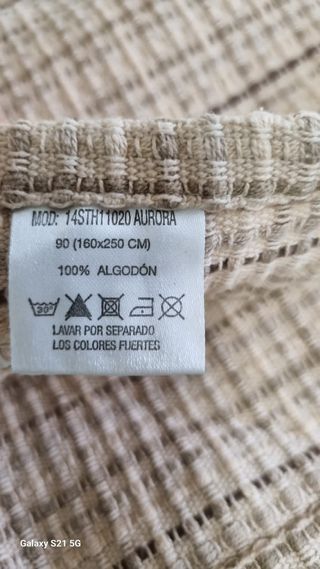 MOD: 14STH11020 AURORA
90 (160x250 CM)
100% ALGODÓN
30°
LAVAR POR SEPARADO
LOS COLORES FUERTES
Galaxy S21 5G